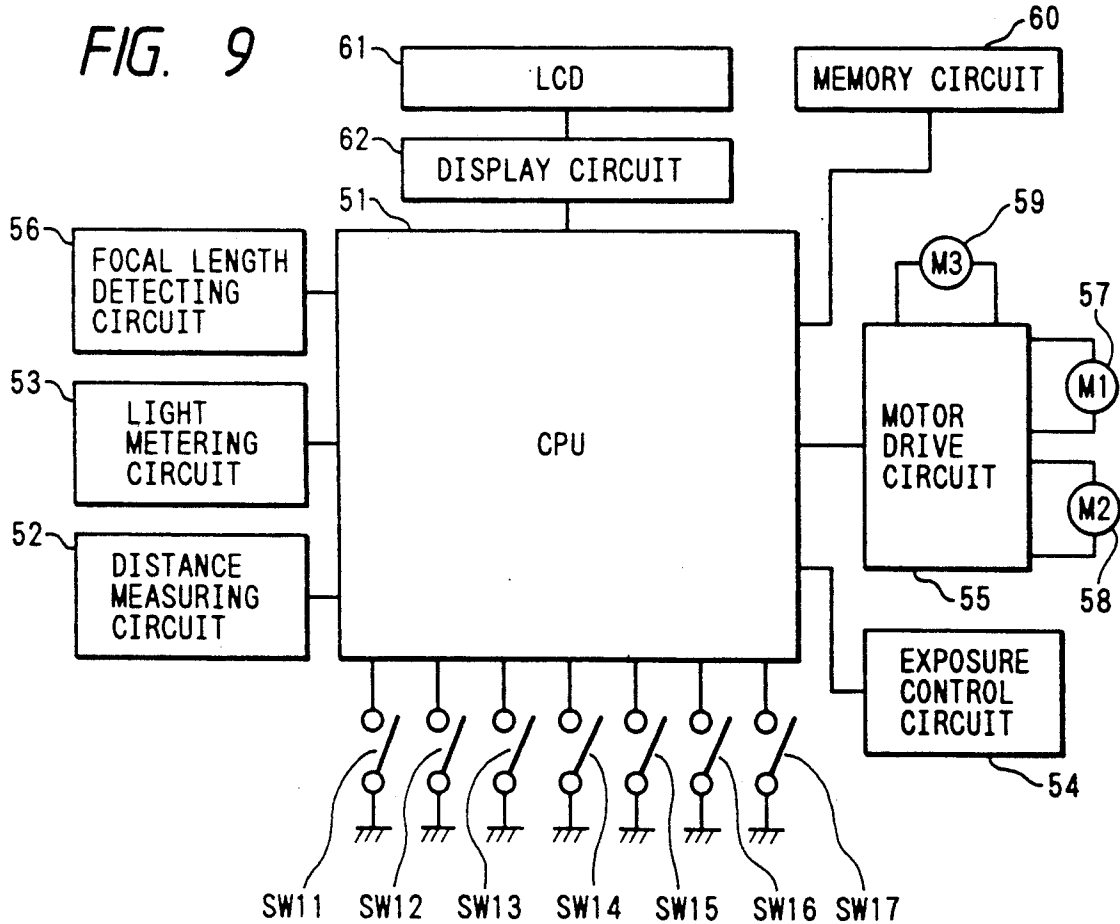 FIG. 9
61
LCD
60
MEMORY CIRCUIT
62
DISPLAY CIRCUIT
51
CPU
56
FOCAL LENGTH
DETECTING
CIRCUIT
53
LIGHT
METERING
CIRCUIT
52
DISTANCE
MEASURING
CIRCUIT
59
M3
57
M1
MOTOR
DRIVE
CIRCUIT
M2
58
55
EXPOSURE
CONTROL
CIRCUIT
54
SW11 SW12 SW13 SW14 SW15 SW16 SW17